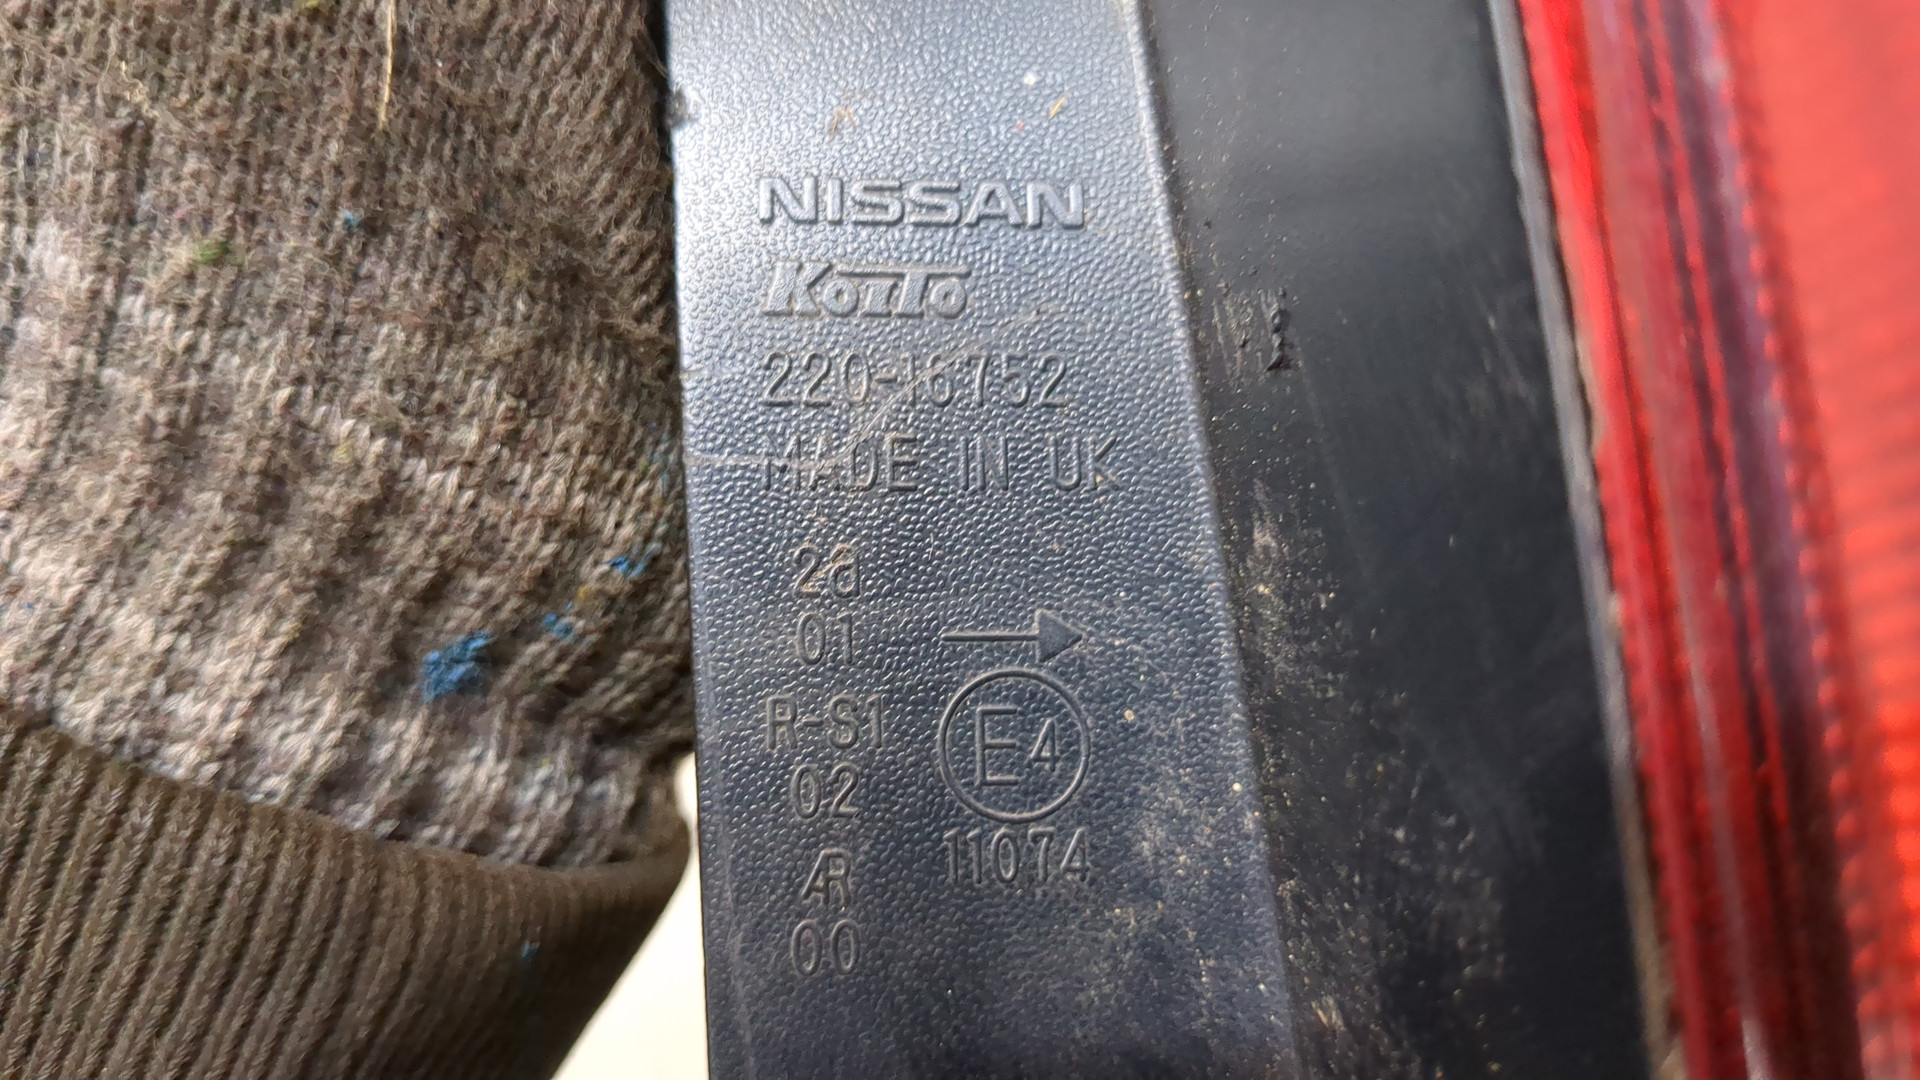 NISSAN
KOITO
220-16752
MADE IN UK
2a
01 →
R-S1
E4
02
AR
11074
00